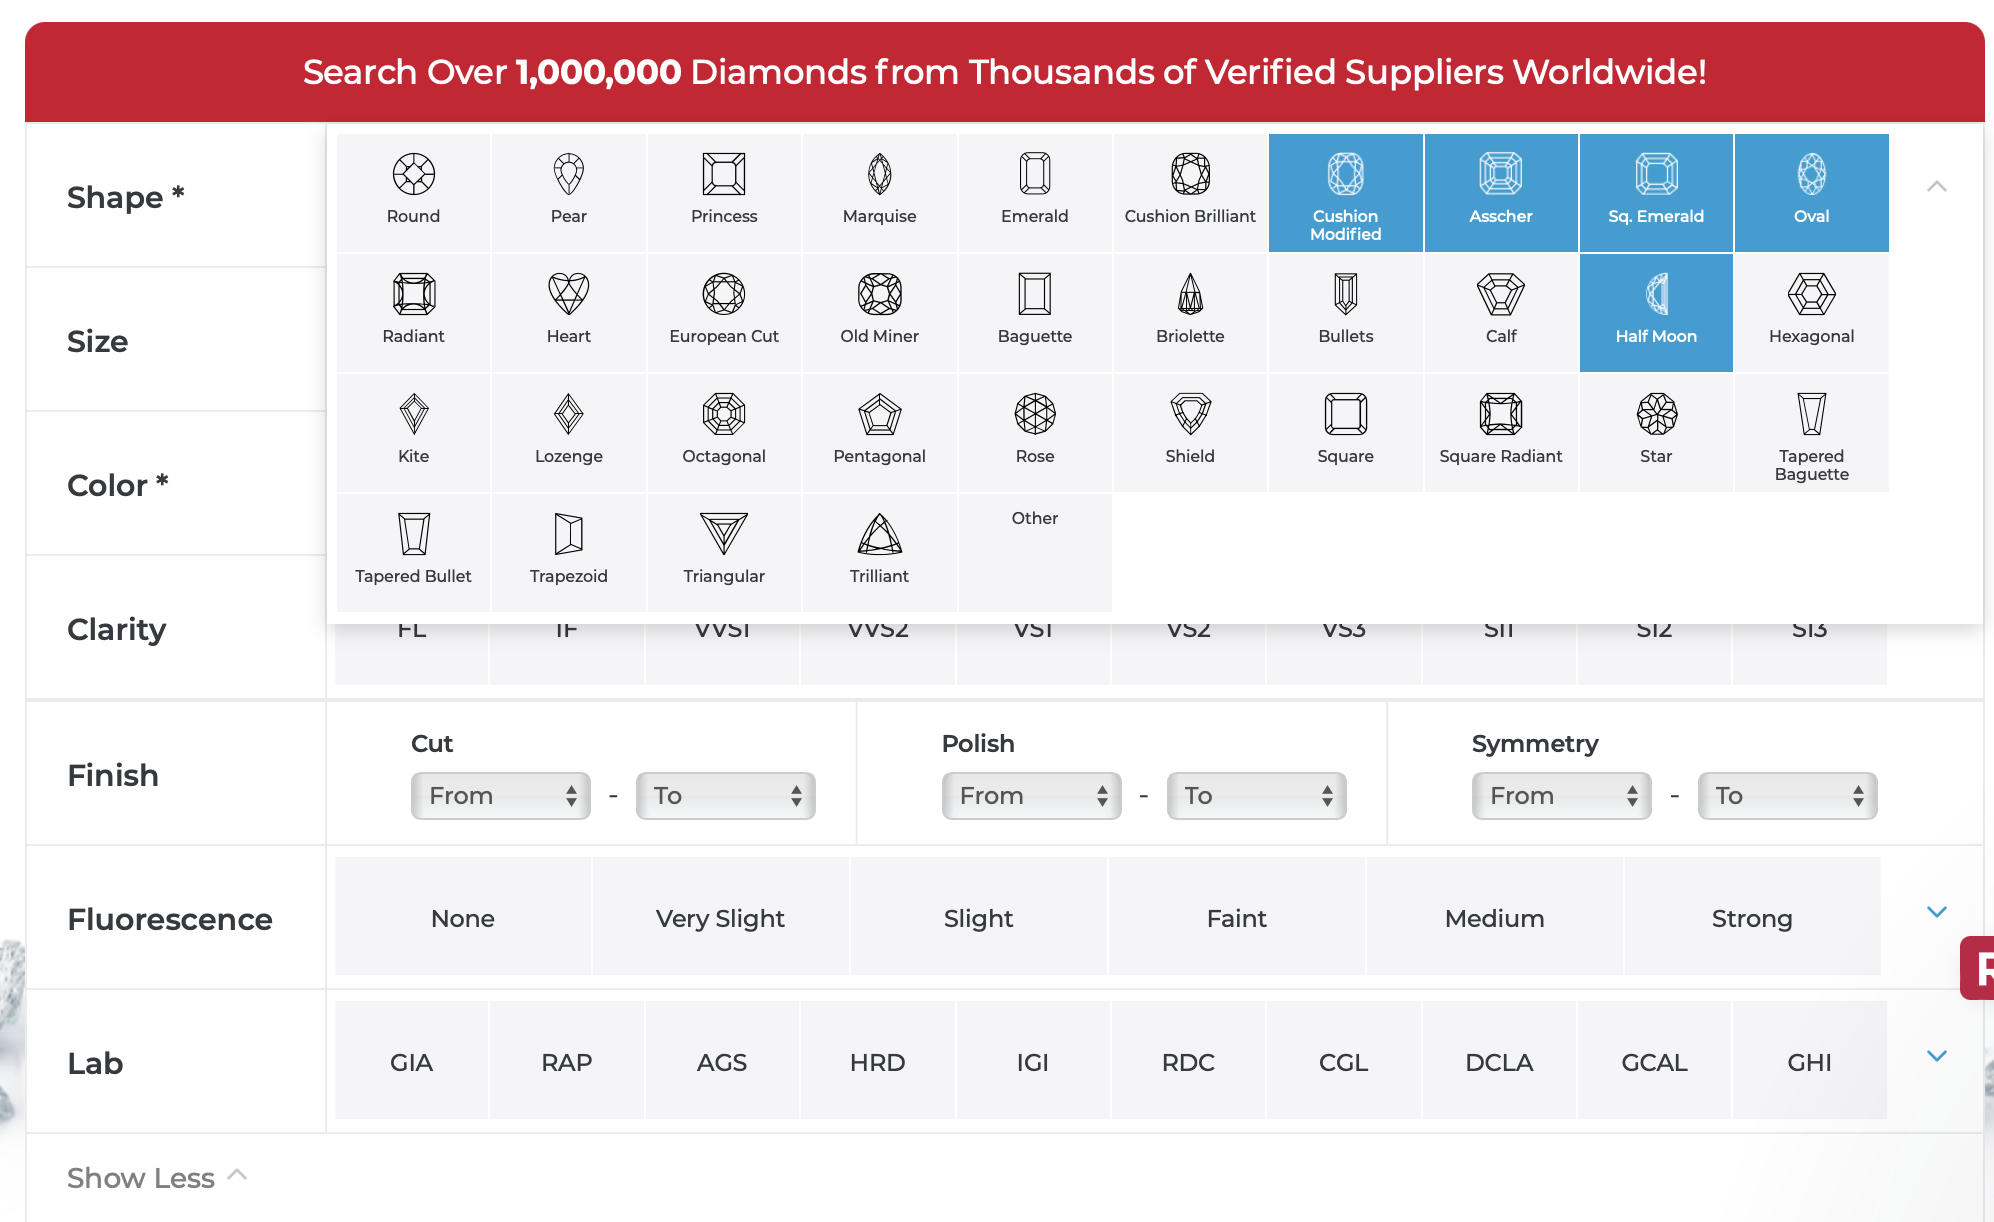 Search Over 1,000,000 Diamonds from Thousands of Verified Suppliers Worldwide!
Shape *
Round
Pear
Princess
Marquise
Emerald
Cushion Brilliant
Cushion
Modified
Asscher
Sq. Emerald
Oval
Radiant
Heart
European Cut
Old Miner
Baguette
Briolette
Bullets
Calf
Half Moon
Hexagonal
Kite
Lozenge
Octagonal
Pentagonal
Rose
Shield
Square
Square Radiant
Star
Tapered
Baguette
Tapered Bullet
Trapezoid
Triangular
Trilliant
Other
Size
Color *
Clarity
FL
IF
VVS1
VVS2
VS1
VS2
VS3
SI1
SI2
SI3
Finish
Cut
From
-
To
Polish
From
-
To
Symmetry
From
-
To
Fluorescence
None
Very Slight
Slight
Faint
Medium
Strong
Lab
GIA
RAP
AGS
HRD
IGI
RDC
CGL
DCLA
GCAL
GHI
Show Less